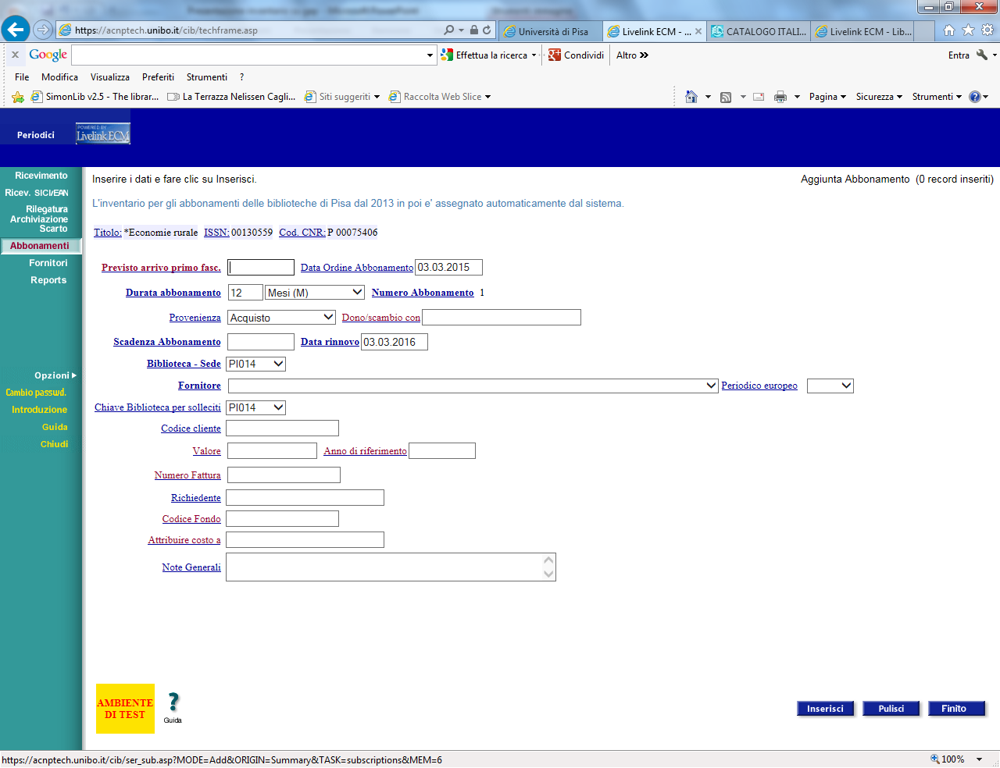 https://acnptech.unibo.it/cib/techframe.asp
Università di Pisa
Livelink ECM - ...
CATALOGO ITALI...
Livelink ECM - Lib...
x Google Effettua la ricerca Condividi Altro Entra
File Modifica Visualizza Preferiti Strumenti ?
SimonLib v2.5 - The librar... La Terrazza Nelissen Cagli... Siti suggeriti Raccolta Web Slice Pagina Sicurezza Strumenti
Periodici POWERED BY Livelink ECM
Ricevimento
Ricev. SICI/EAN
Rilegatura
Archiviazione
Scarto
Abbonamenti
Fornitori
Reports
Opzioni
Cambio passwd.
Introduzione
Guida
Chiudi
Inserire i dati e fare clic su Inserisci. Aggiunta Abbonamento (0 record inseriti)
L'inventario per gli abbonamenti delle biblioteche di Pisa dal 2013 in poi e' assegnato automaticamente dal sistema.
Titolo: *Economie rurale ISSN: 00130559 Cod. CNR: P 00075406
Previsto arrivo primo fasc. Data Ordine Abbonamento 03.03.2015
Durata abbonamento 12 Mesi (M) Numero Abbonamento 1
Provenienza Acquisto Dono/scambio con
Scadenza Abbonamento Data rinnovo 03.03.2016
Biblioteca - Sede PI014
Fornitore Periodico europeo
Chiave Biblioteca per solleciti PI014
Codice cliente
Valore Anno di riferimento
Numero Fattura
Richiedente
Codice Fondo
Attribuire costo a
Note Generali
AMBIENTE
DI TEST
? Guida
Inserisci Pulisci Finito
https://acnptech.unibo.it/cib/ser_sub.asp?MODE=Add&ORIGIN=Summary&TASK=subscriptions&MEM=6 100%